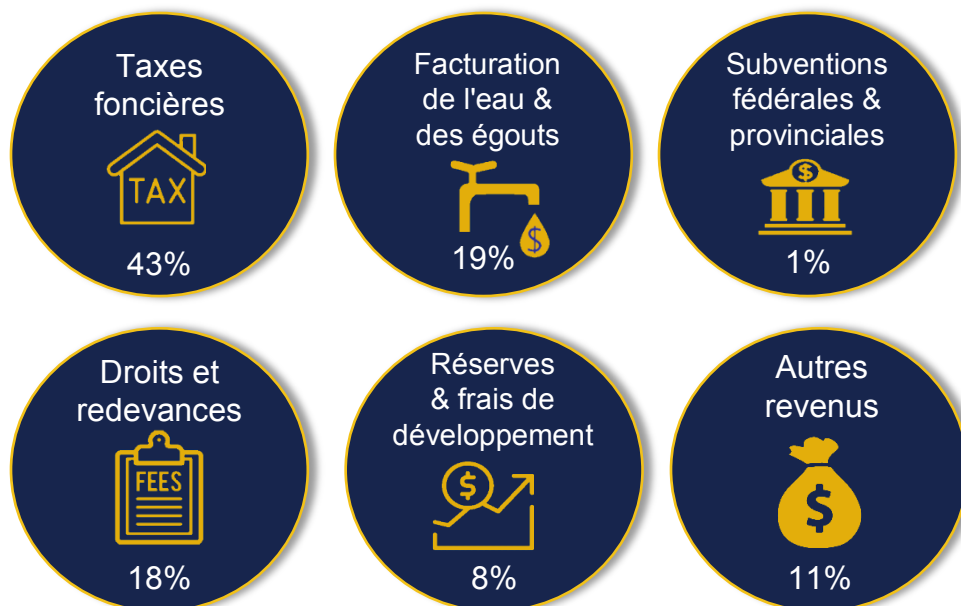 Taxes
foncières
TAX
43%
Facturation
de l'eau &
des égouts
$
19%
Subventions
fédérales &
provinciales
$
1%
Droits et
redevances
FEES
18%
Réserves
& frais de
développement
$
8%
Autres
revenus
$
11%